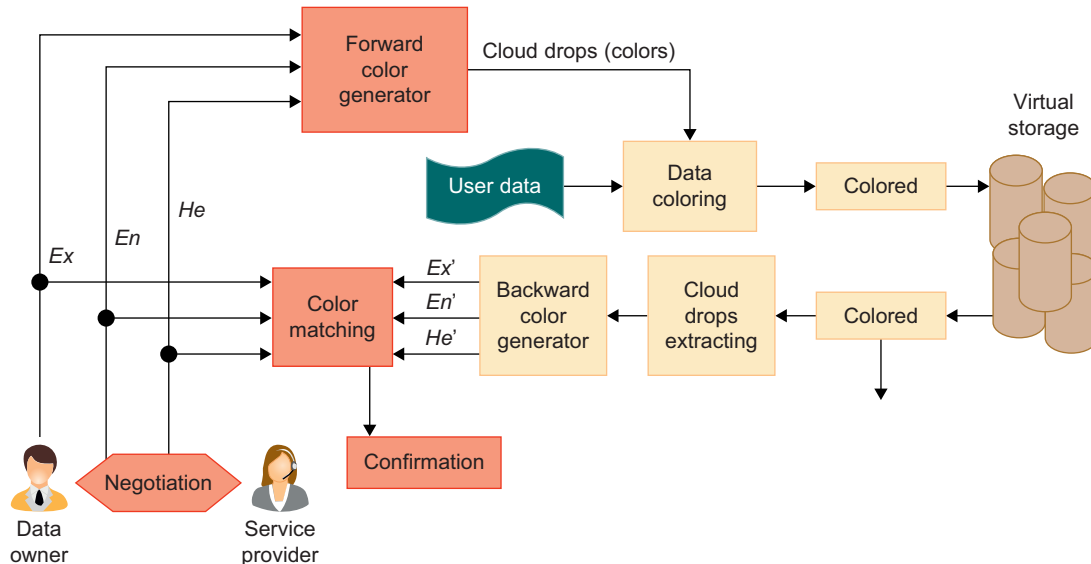 Forward
color
generator
Cloud drops (colors)
Virtual
storage
User data
Data
coloring
Colored
He
En
Ex
Color
matching
Ex’
En’
He’
Backward
color
generator
Cloud
drops
extracting
Colored
Confirmation
Negotiation
Data
owner
Service
provider